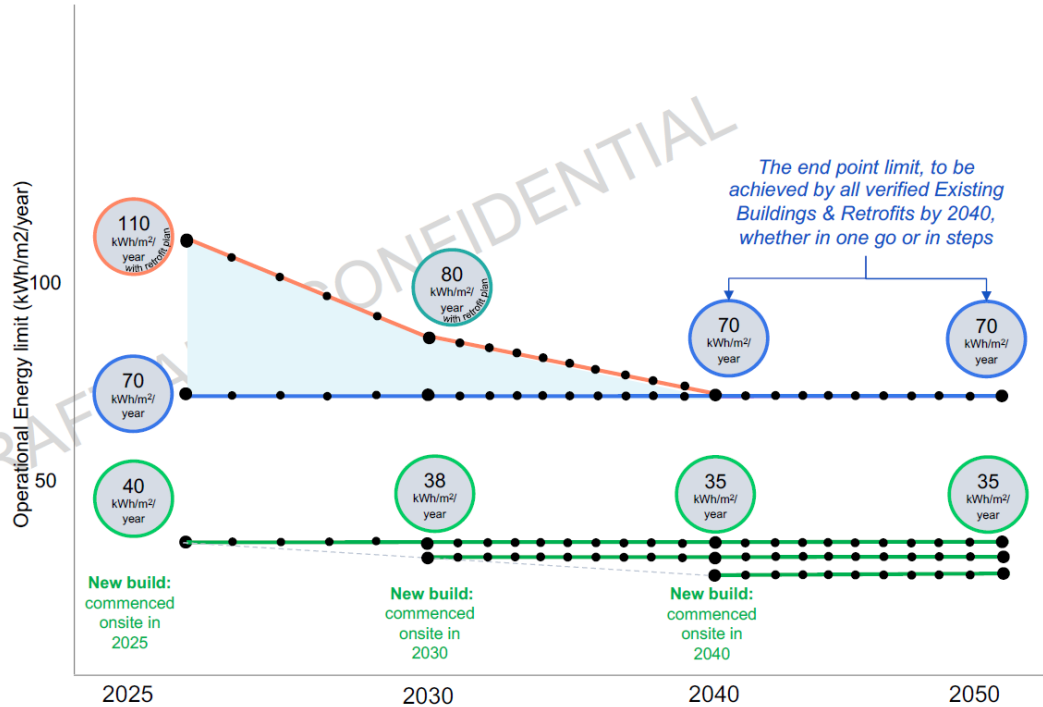 Operational Energy limit (kWh/m2/year)
100
50
DRAFT AND CONFIDENTIAL
110
kWh/m²/
year
with retrofit plan
80
kWh/m²/
year
with retrofit plan
The end point limit, to be
achieved by all verified Existing
Buildings & Retrofits by 2040,
whether in one go or in steps
70
kWh/m²/
year
70
kWh/m²/
year
70
kWh/m²/
year
40
kWh/m²/
year
38
kWh/m²/
year
35
kWh/m²/
year
35
kWh/m²/
year
New build:
commenced
onsite in
2025
New build:
commenced
onsite in
2030
New build:
commenced
onsite in
2040
2025
2030
2040
2050